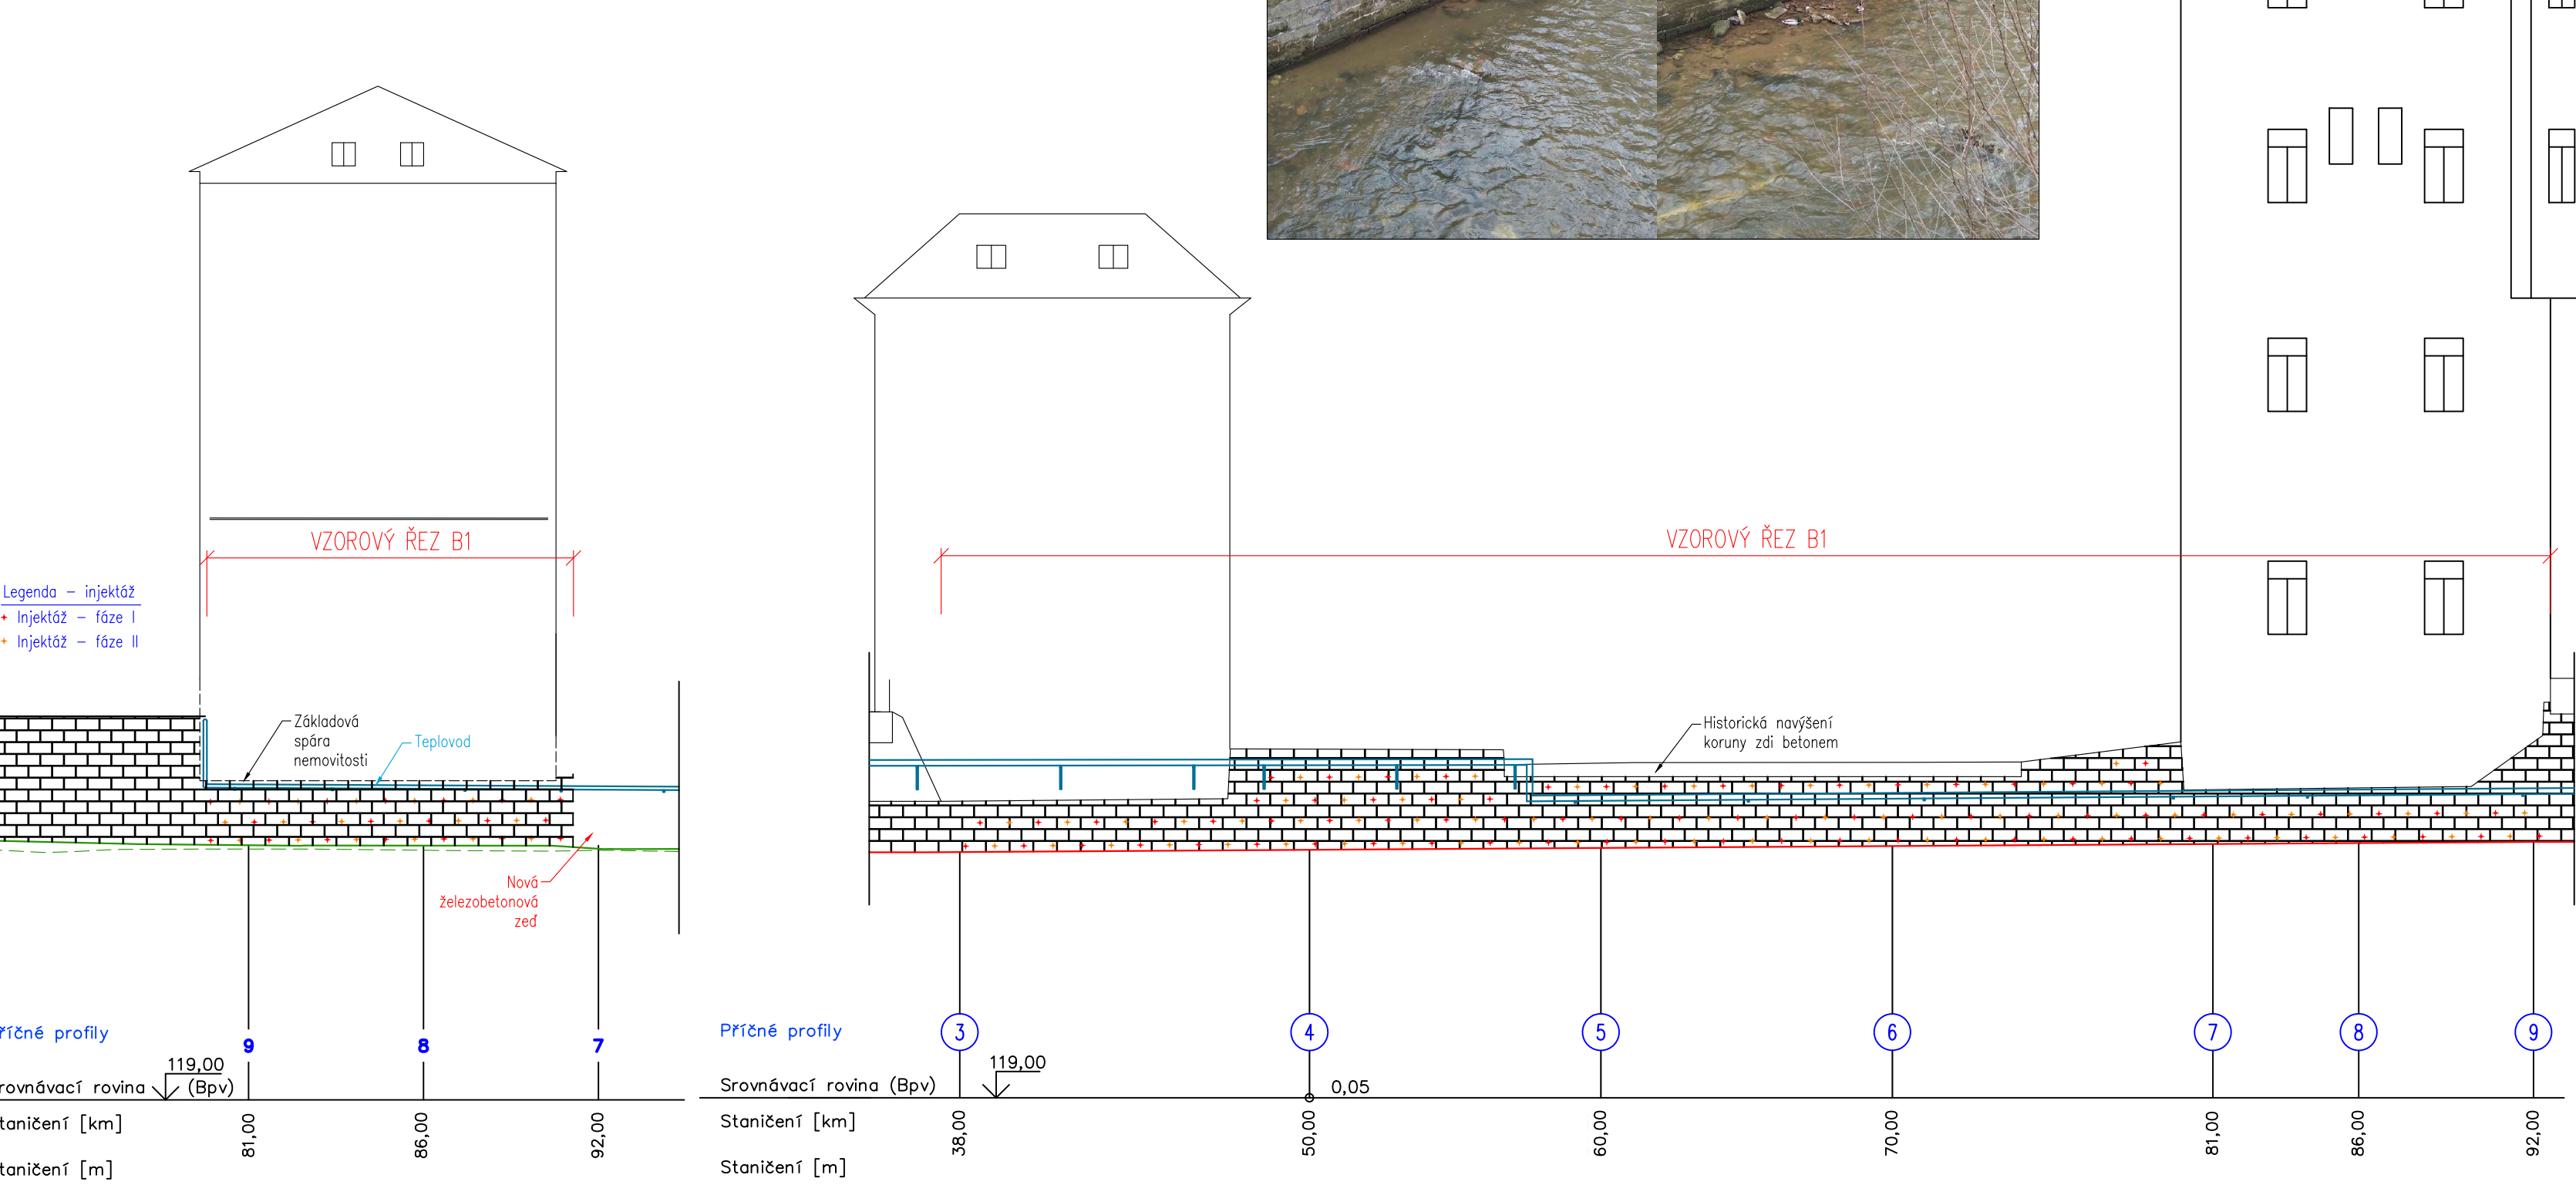 VZOROVÝ ŘEZ B1
Legenda – injektáž
Injektáž – fáze I
Injektáž – fáze II
Základová
spára
nemovitosti
Teplovod
Nová
železobetonová
zeď
říčné profily
9
8
7
119,00
rovnávací rovina (Bpv)
taničení [km]
81,00
86,00
92,00
taničení [m]
VZOROVÝ ŘEZ B1
Historická navýšení
koruny zdi betonem
Příčné profily
3
4
5
6
7
8
9
119,00
Srovnávací rovina (Bpv)
0,05
Staničení [km]
38,00
50,00
60,00
70,00
81,00
86,00
92,00
Staničení [m]